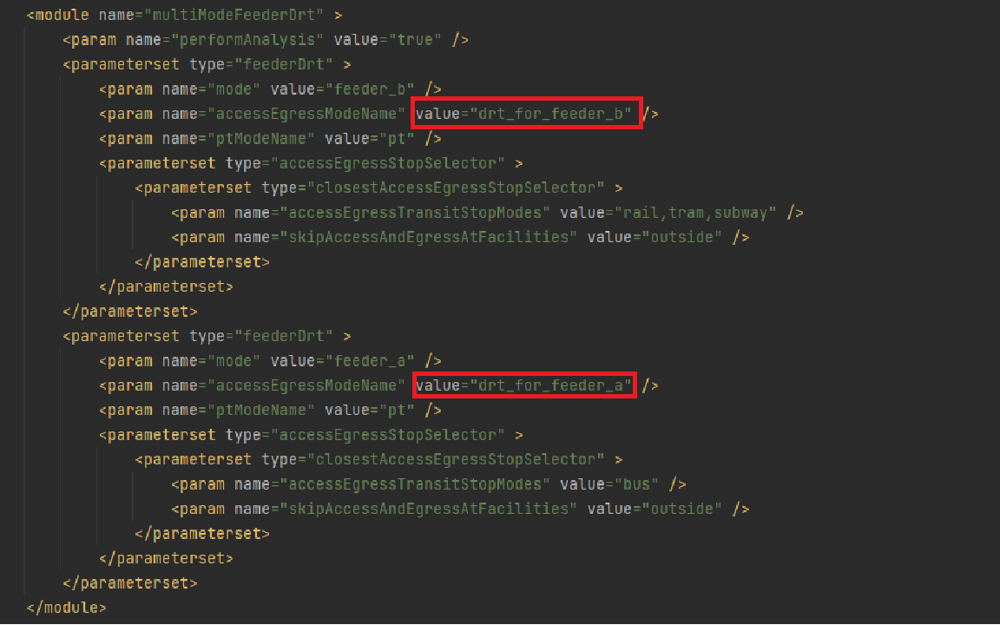 <module name="multiModeFeederDrt" >
<param name="performAnalysis" value="true" />
<parameterset type="feederDrt" >
<param name="mode" value="feeder_b" />
<param name="accessEgressModeName" value="drt_for_feeder_b" />
<param name="ptModeName" value="pt" />
<parameterset type="accessEgressStopSelector" >
<parameterset type="closestAccessEgressStopSelector" >
<param name="accessEgressTransitStopModes" value="rail,tram,subway" />
<param name="skipAccessAndEgressAtFacilities" value="outside" />
</parameterset>
</parameterset>
</parameterset>
<parameterset type="feederDrt" >
<param name="mode" value="feeder_a" />
<param name="accessEgressModeName" value="drt_for_feeder_a" />
<param name="ptModeName" value="pt" />
<parameterset type="accessEgressStopSelector" >
<parameterset type="closestAccessEgressStopSelector" >
<param name="accessEgressTransitStopModes" value="bus" />
<param name="skipAccessAndEgressAtFacilities" value="outside" />
</parameterset>
</parameterset>
</parameterset>
</module>